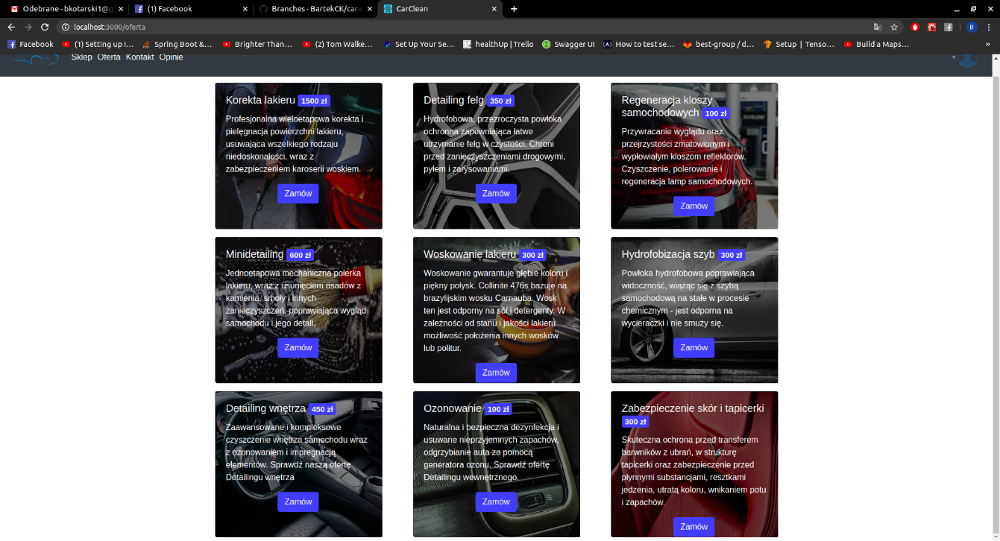 Odebrane - bkotarski1@g
(1) Facebook
Branches · BartekCK/car-c
CarClean
localhost:3000/oferta
B
Facebook
(1) Setting up I…
Spring Boot &…
Brighter Than…
(2) Tom Walke…
Set Up Your Se…
healthUp | Trello
Swagger UI
How to test se…
best-group / d…
Setup | Tenso…
Build a Maps…
»
Sklep Oferta Kontakt Opinie
Korekta lakieru 1500 zł
Profesjonalna wieloetapowa korekta i
pielęgnacja powierzchni lakieru,
usuwająca wszelkiego rodzaju
niedoskonałości, wraz z
zabezpieczeniem karoserii woskiem.
Zamów
Detailing felg 350 zł
Hydrofobowa, przezroczysta powłoka
ochronna zapewniająca łatwe
utrzymanie felg w czystości. Chroni
przed zanieczyszczeniami drogowymi,
pyłem i zarysowaniami.
Zamów
Regeneracja kloszy
samochodowych 100 zł
Przywracanie wyglądu oraz
przejrzystości zmatowionym i
wypłowiałym kloszom reflektorów.
Czyszczenie, polerowanie i
regeneracja lamp samochodowych.
Zamów
Minidetailing 600 zł
Jednoetapowa mechaniczna polerka
lakieru, wraz z usunięciem osadów z
kamienia, smoły i innych
zanieczyszczeń, poprawiająca wygląd
samochodu i jego detali.
Zamów
Woskowanie lakieru 300 zł
Woskowanie gwarantuje głębie koloru i
piękny połysk. Collinite 476s bazuje na
brazylijskim wosku Carnauba. Wosk
ten jest odporny na sól i detergenty. W
zależności od stanu i jakości lakieru
możliwość położenia innych wosków
lub politur.
Zamów
Hydrofobizacja szyb 300 zł
Powłoka hydrofobowa poprawiająca
widoczność, wiążąc się z szybą
samochodową na stałe w procesie
chemicznym - jest odporna na
wycieraczki i nie smuży się.
Zamów
Detailing wnętrza 450 zł
Zaawansowane i kompleksowe
czyszczenie wnętrza samochodu wraz
z ozonowaniem i impregnacją
elementów. Sprawdź naszą ofertę
Detailingu wnętrza
Zamów
Ozonowanie 100 zł
Naturalna i bezpieczna dezynfekcja i
usuwane nieprzyjemnych zapachów,
odgrzybianie auta za pomocą
generatora ozonu. Sprawdź ofertę
Detailingu wewnętrznego.
Zamów
Zabezpieczenie skór i tapicerki
300 zł
Skuteczna ochrona przed transferem
barwników z ubrań, w strukturę
tapicerki oraz zabezpieczenie przed
płynnymi substancjami, resztkami
jedzenia, utratą koloru, wnikaniem potu
i zapachów.
Zamów